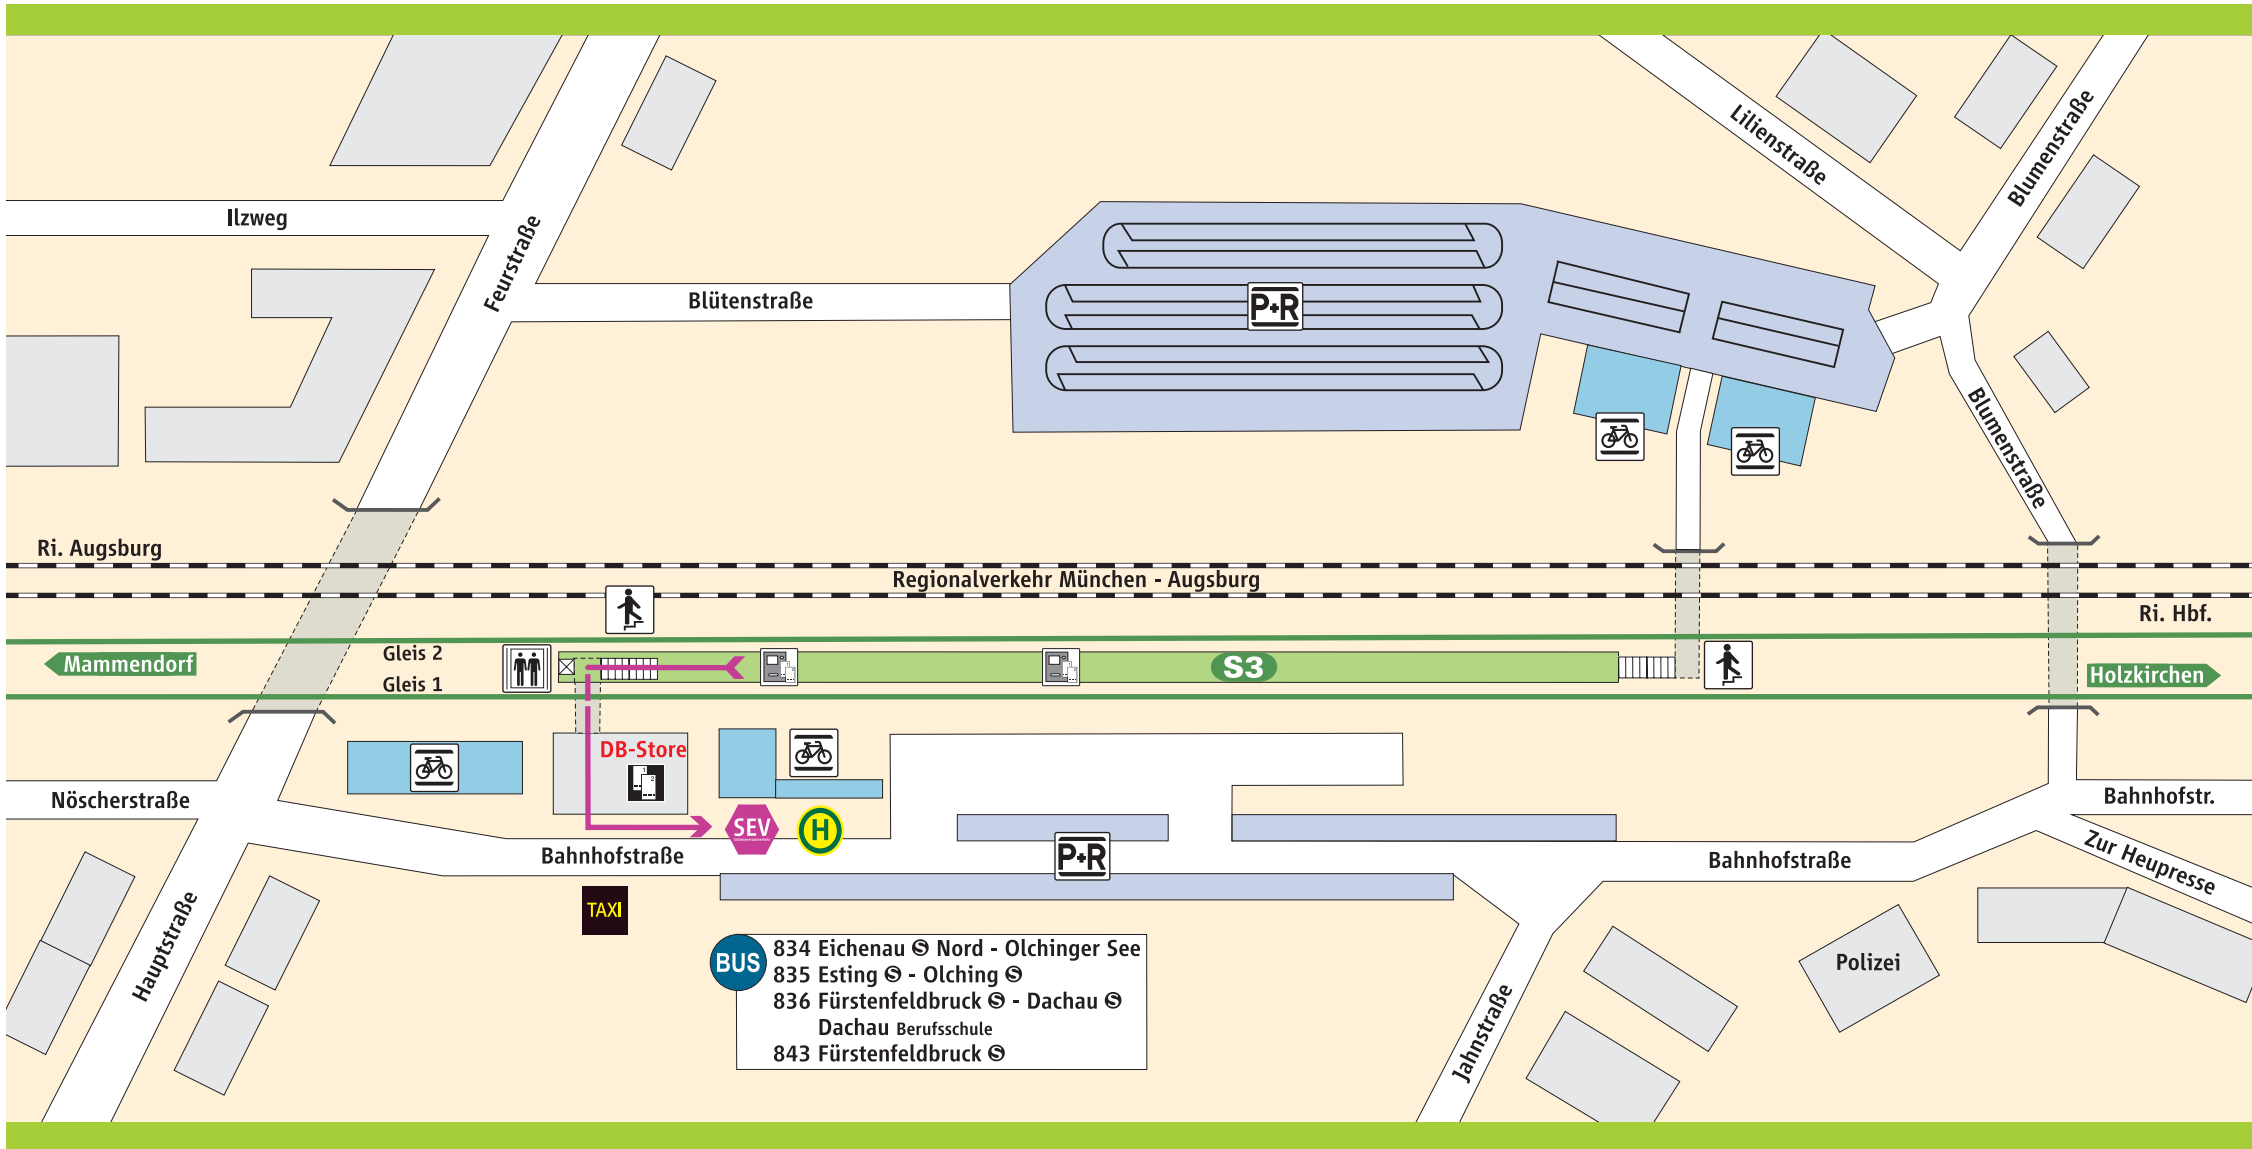 Lilienstraße
Blumenstraße
Ilzweg
Feurstraße
Blütenstraße
P+R
Blumenstraße
Ri. Augsburg
Regionalverkehr München - Augsburg
Ri. Hbf.
Mammendorf
Gleis 2
Gleis 1
S3
Holzkirchen
DB-Store
1
2
Nöscherstraße
Bahnhofstr.
SEV
H
Bahnhofstraße
P+R
Bahnhofstraße
Zur Heupresse
TAXI
Hauptstraße
BUS
834 Eichenau S Nord - Olchinger See
835 Esting S - Olching S
836 Fürstenfeldbruck S - Dachau S
Dachau Berufsschule
843 Fürstenfeldbruck S
Jahnstraße
Polizei